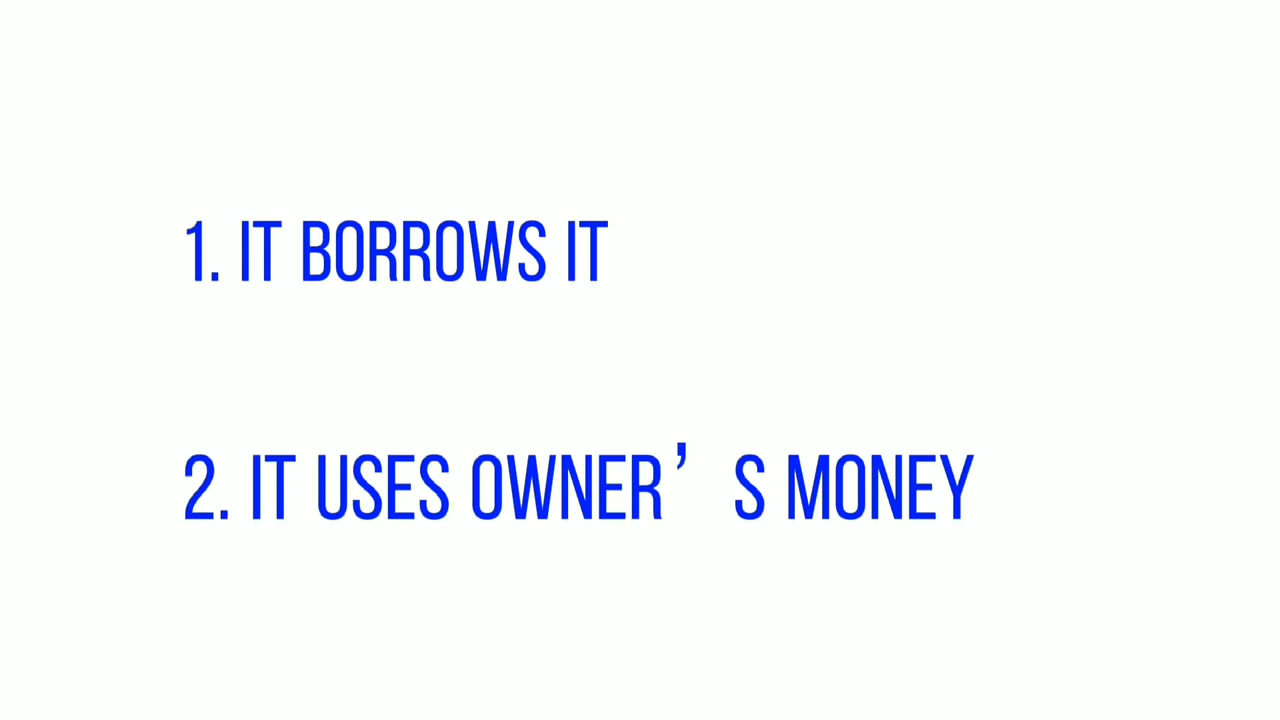 1. IT BORROWS IT
2. IT USES OWNER’S MONEY